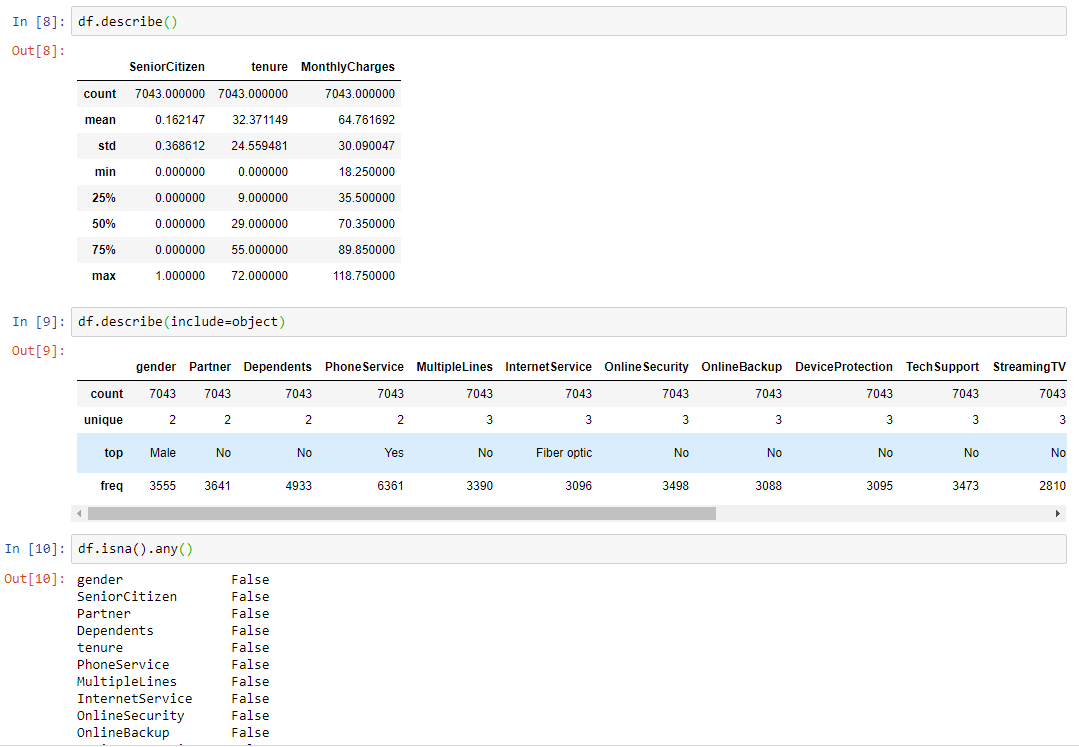 In [8]: df.describe()
Out[8]:
SeniorCitizen tenure MonthlyCharges
count 7043.000000 7043.000000 7043.000000
mean 0.162147 32.371149 64.761692
std 0.368612 24.559481 30.090047
min 0.000000 0.000000 18.250000
25% 0.000000 9.000000 35.500000
50% 0.000000 29.000000 70.350000
75% 0.000000 55.000000 89.850000
max 1.000000 72.000000 118.750000
In [9]: df.describe(include=object)
Out[9]:
gender Partner Dependents PhoneService MultipleLines InternetService OnlineSecurity OnlineBackup DeviceProtection TechSupport StreamingTV
count 7043 7043 7043 7043 7043 7043 7043 7043 7043 7043 7043
unique 2 2 2 2 3 3 3 3 3 3 3
top Male No No Yes No Fiber optic No No No No No
freq 3555 3641 4933 6361 3390 3096 3498 3088 3095 3473 2810
In [10]: df.isna().any()
Out[10]: gender False
SeniorCitizen False
Partner False
Dependents False
tenure False
PhoneService False
MultipleLines False
InternetService False
OnlineSecurity False
OnlineBackup False